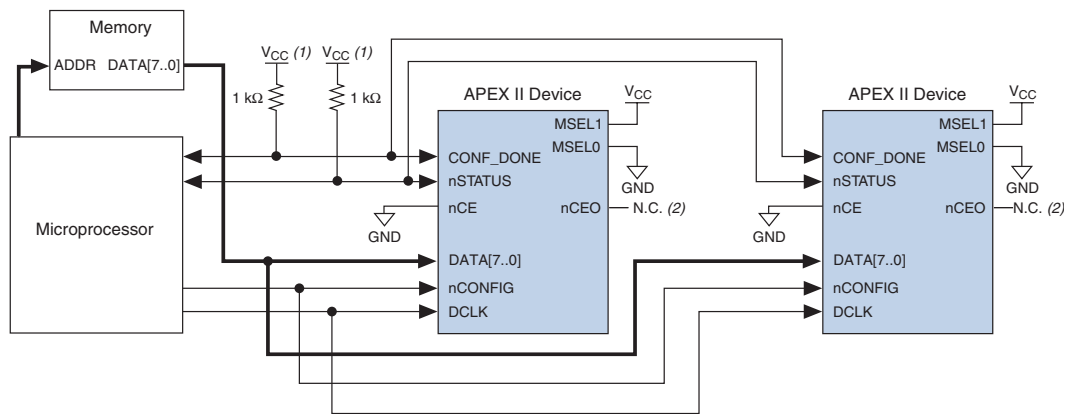 Memory
ADDR DATA[7..0]
VCC (1) VCC (1)
1 kΩ 1 kΩ
Microprocessor
APEX II Device
VCC
MSEL1
MSEL0
GND
CONF_DONE
nSTATUS
nCE
GND
nCEO N.C. (2)
DATA[7..0]
nCONFIG
DCLK
APEX II Device
VCC
MSEL1
MSEL0
GND
CONF_DONE
nSTATUS
nCE
GND
nCEO N.C. (2)
DATA[7..0]
nCONFIG
DCLK